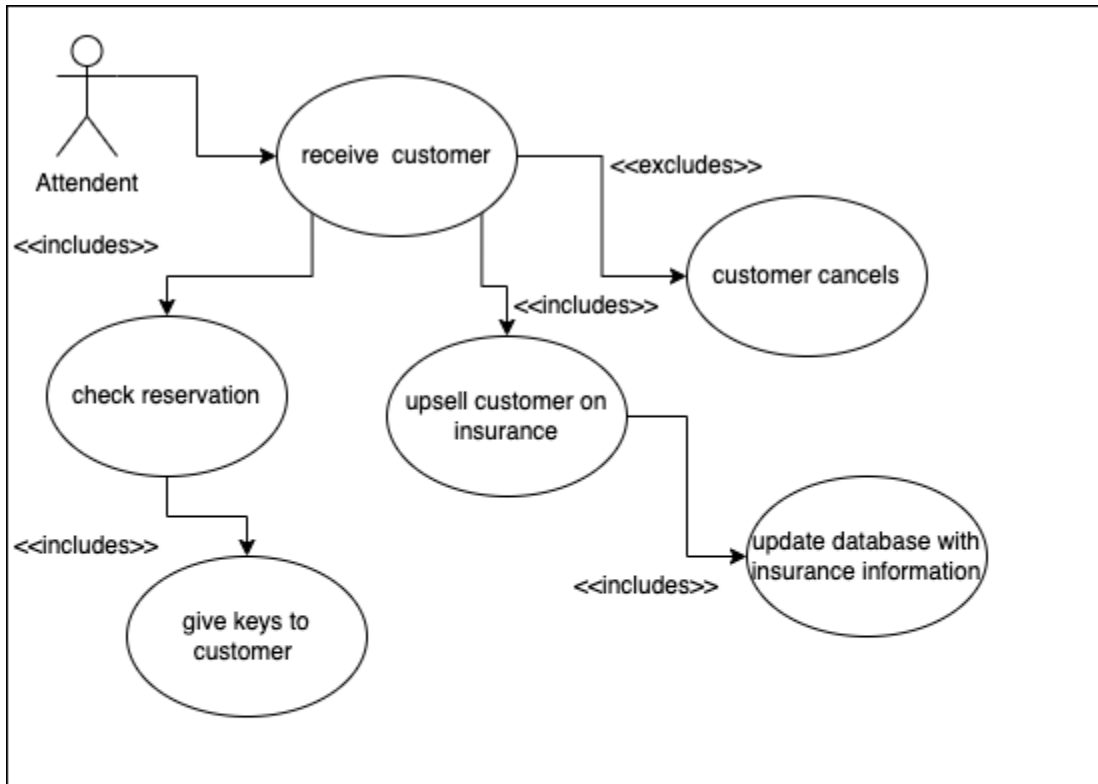 receive customer
<<excludes>>
Attendent
<<includes>>
customer cancels
<<includes>>
check reservation
upsell customer on
insurance
<<includes>>
update database with
insurance information
<<includes>>
give keys to
customer